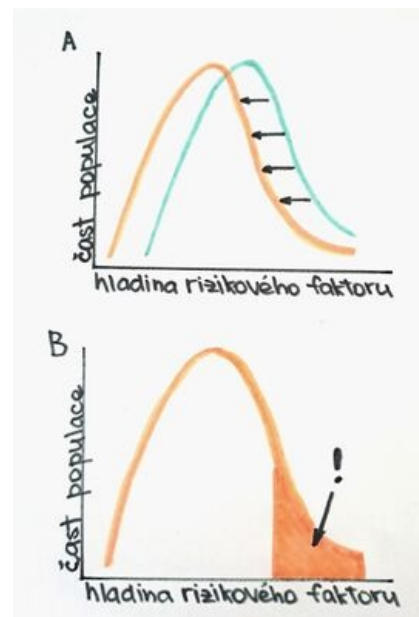 A
část populace
hladina rizikového faktoru
B
část populace
!
hladina rizikového faktoru